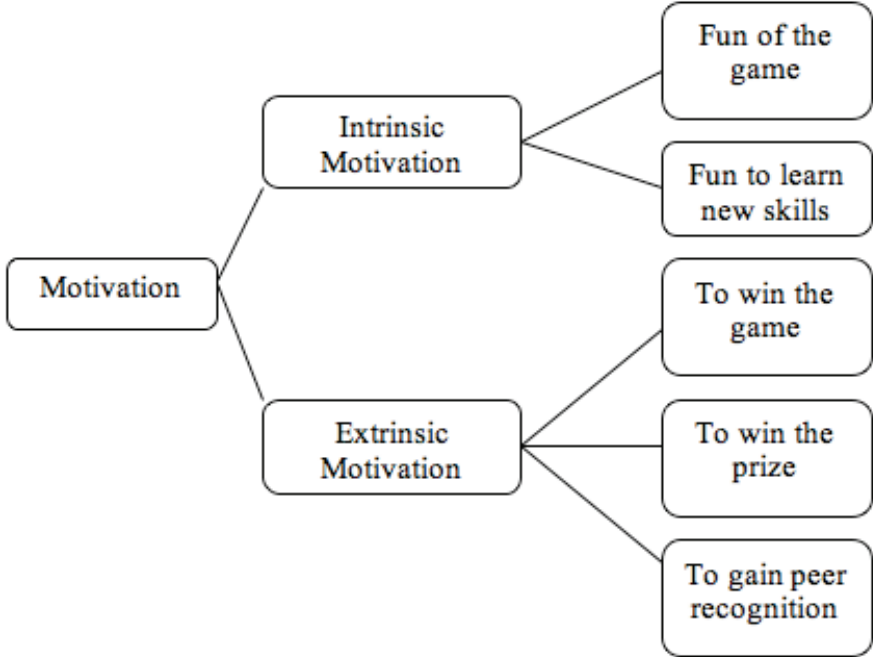 Fun of the
game
Intrinsic
Motivation
Fun to learn
new skills
Motivation
To win the
game
Extrinsic
Motivation
To win the
prize
To gain peer
recognition